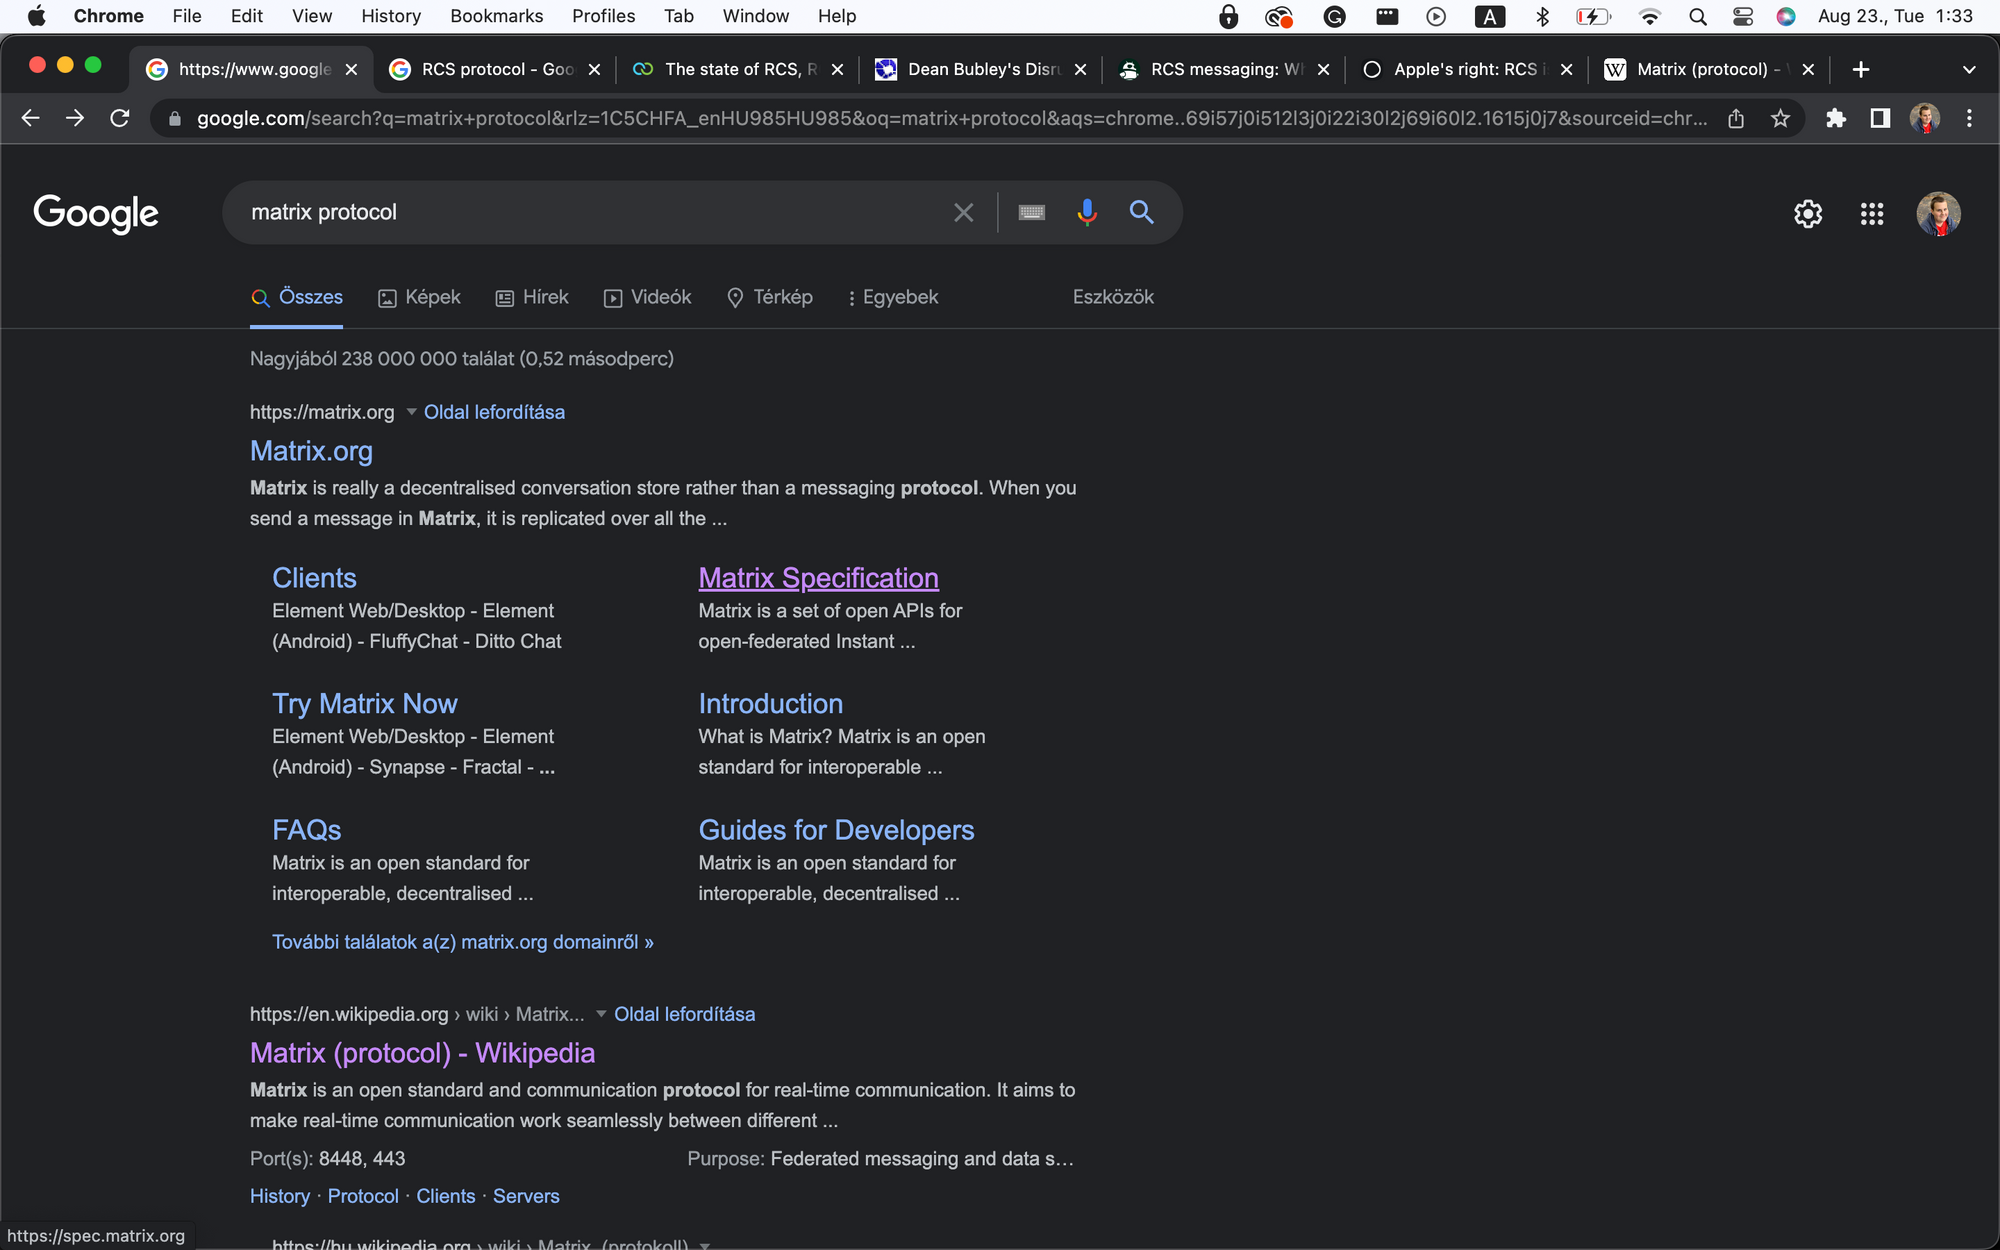 Chrome File Edit View History Bookmarks Profiles Tab Window Help A Aug 23., Tue 1:33
https://www.google RCS protocol - Goo The state of RCS, R Dean Bubley's Disru RCS messaging: Wh Apple's right: RCS i Matrix (protocol) -
google.com/search?q=matrix+protocol&rlz=1C5CHFA_enHU985HU985&oq=matrix+protocol&aqs=chrome..69i57j0i512l3j0i22i30l2j69i60l2.1615j0j7&sourceid=chr...
Google
matrix protocol
Összes Képek Hírek Videók Térkép Egyebek Eszközök
Nagyjából 238 000 000 találat (0,52 másodperc)
https://matrix.org Oldal lefordítása
Matrix.org
Matrix is really a decentralised conversation store rather than a messaging protocol. When you
send a message in Matrix, it is replicated over all the ...
Clients
Element Web/Desktop - Element
(Android) - FluffyChat - Ditto Chat
Matrix Specification
Matrix is a set of open APIs for
open-federated Instant ...
Try Matrix Now
Element Web/Desktop - Element
(Android) - Synapse - Fractal - ...
Introduction
What is Matrix? Matrix is an open
standard for interoperable ...
FAQs
Matrix is an open standard for
interoperable, decentralised ...
Guides for Developers
Matrix is an open standard for
interoperable, decentralised ...
További találatok a(z) matrix.org domainről »
https://en.wikipedia.org › wiki › Matrix... Oldal lefordítása
Matrix (protocol) - Wikipedia
Matrix is an open standard and communication protocol for real-time communication. It aims to
make real-time communication work seamlessly between different ...
Port(s): 8448, 443 Purpose: Federated messaging and data s...
History · Protocol · Clients · Servers
https://spec.matrix.org
https://hu.wikipedia.org › wiki › Matrix_(protokoll)